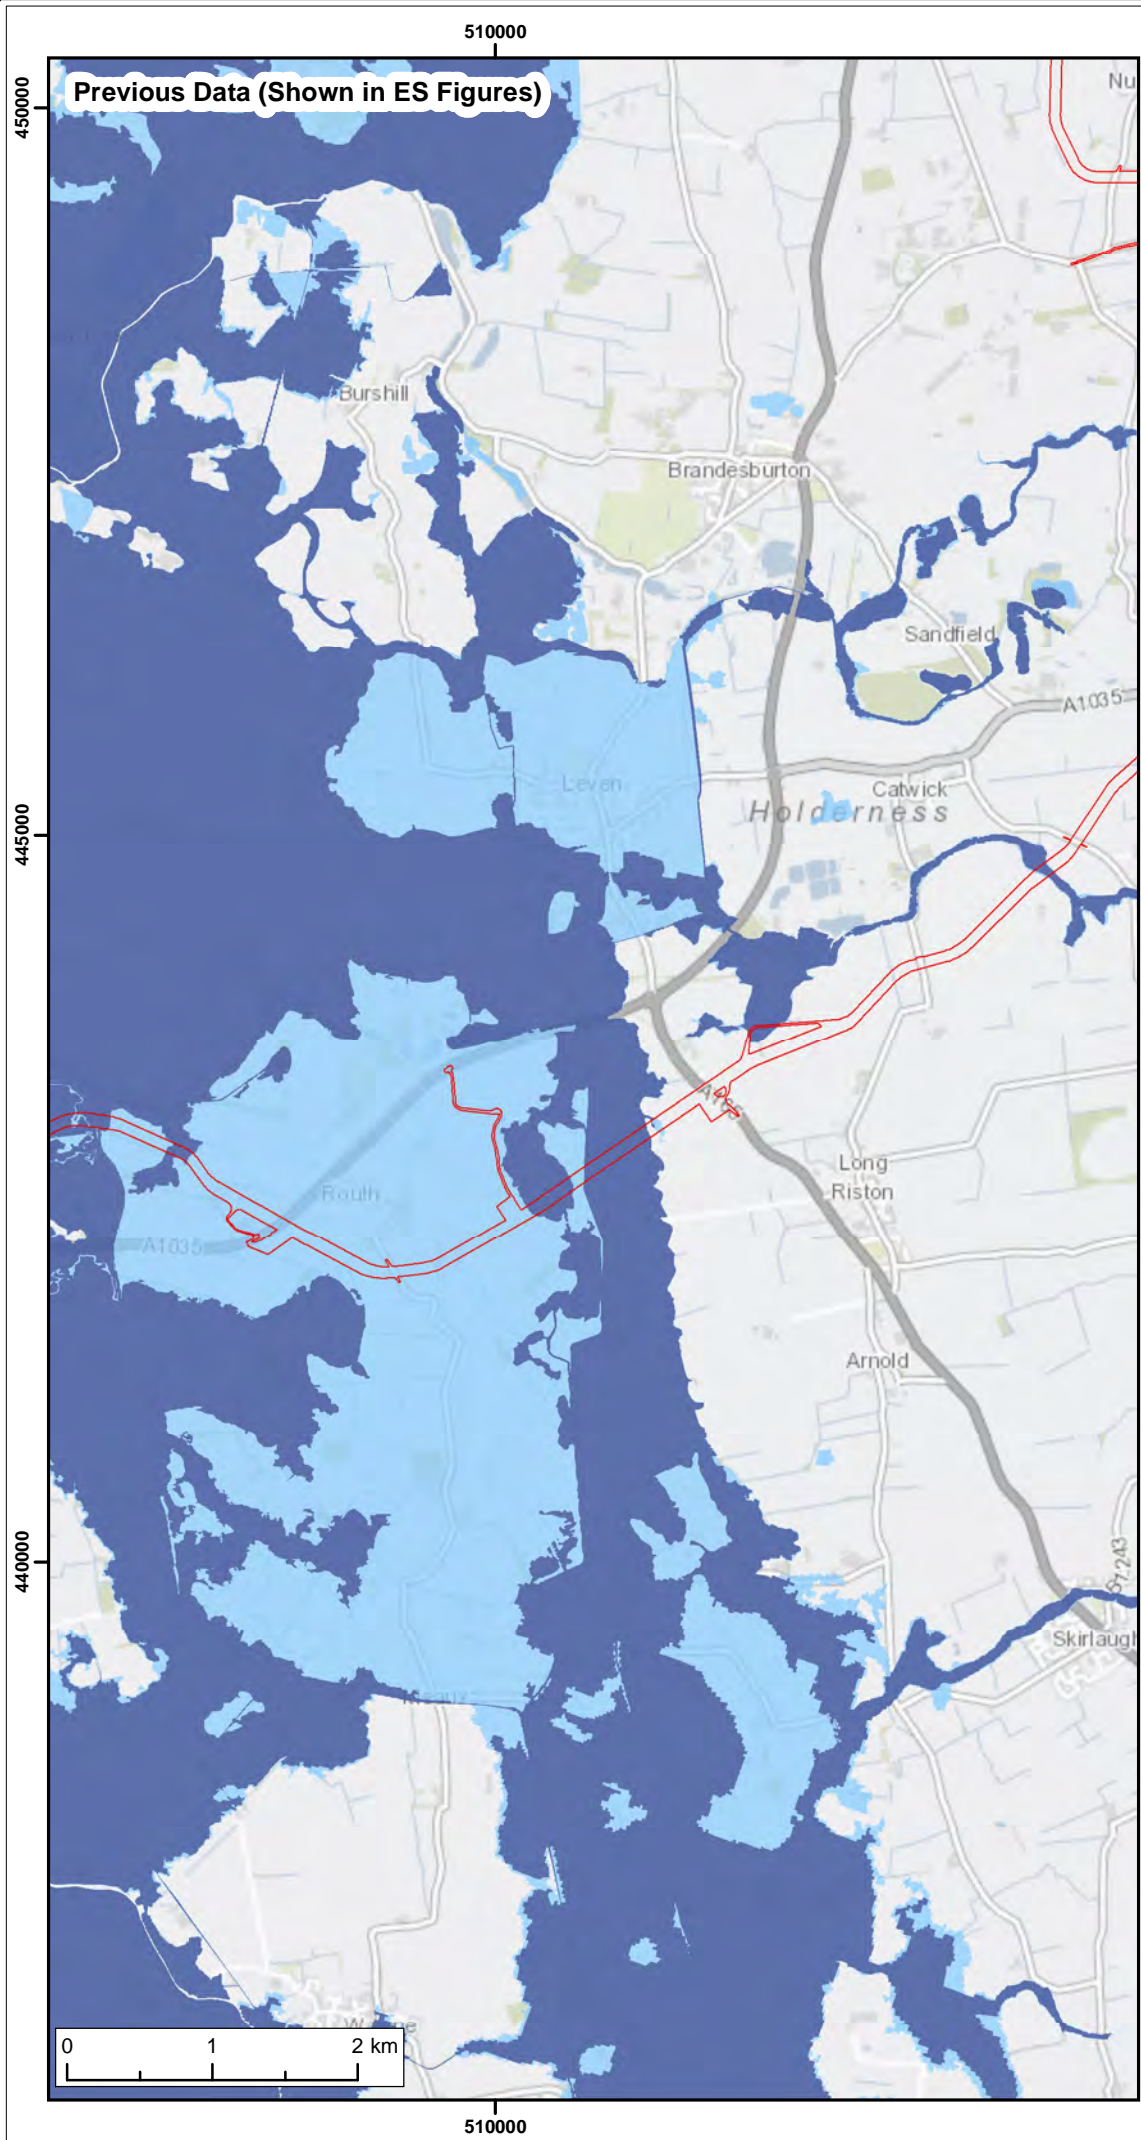 510000
450000
Previous Data (Shown in ES Figures)
Nu
Burshill
Brandesburton
Sandfield
A1035
Leven
Catwick
Holderness
445000
A165
Long
Riston
Routh
A1035
Arnold
440000
Skirlaugh
0 1 2 km
510000